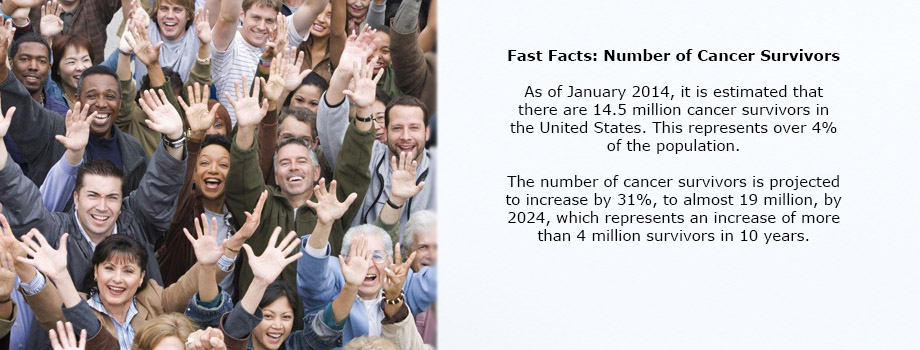 Fast Facts: Number of Cancer Survivors
As of January 2014, it is estimated that
there are 14.5 million cancer survivors in
the United States. This represents over 4%
of the population.
The number of cancer survivors is projected
to increase by 31%, to almost 19 million, by
2024, which represents an increase of more
than 4 million survivors in 10 years.